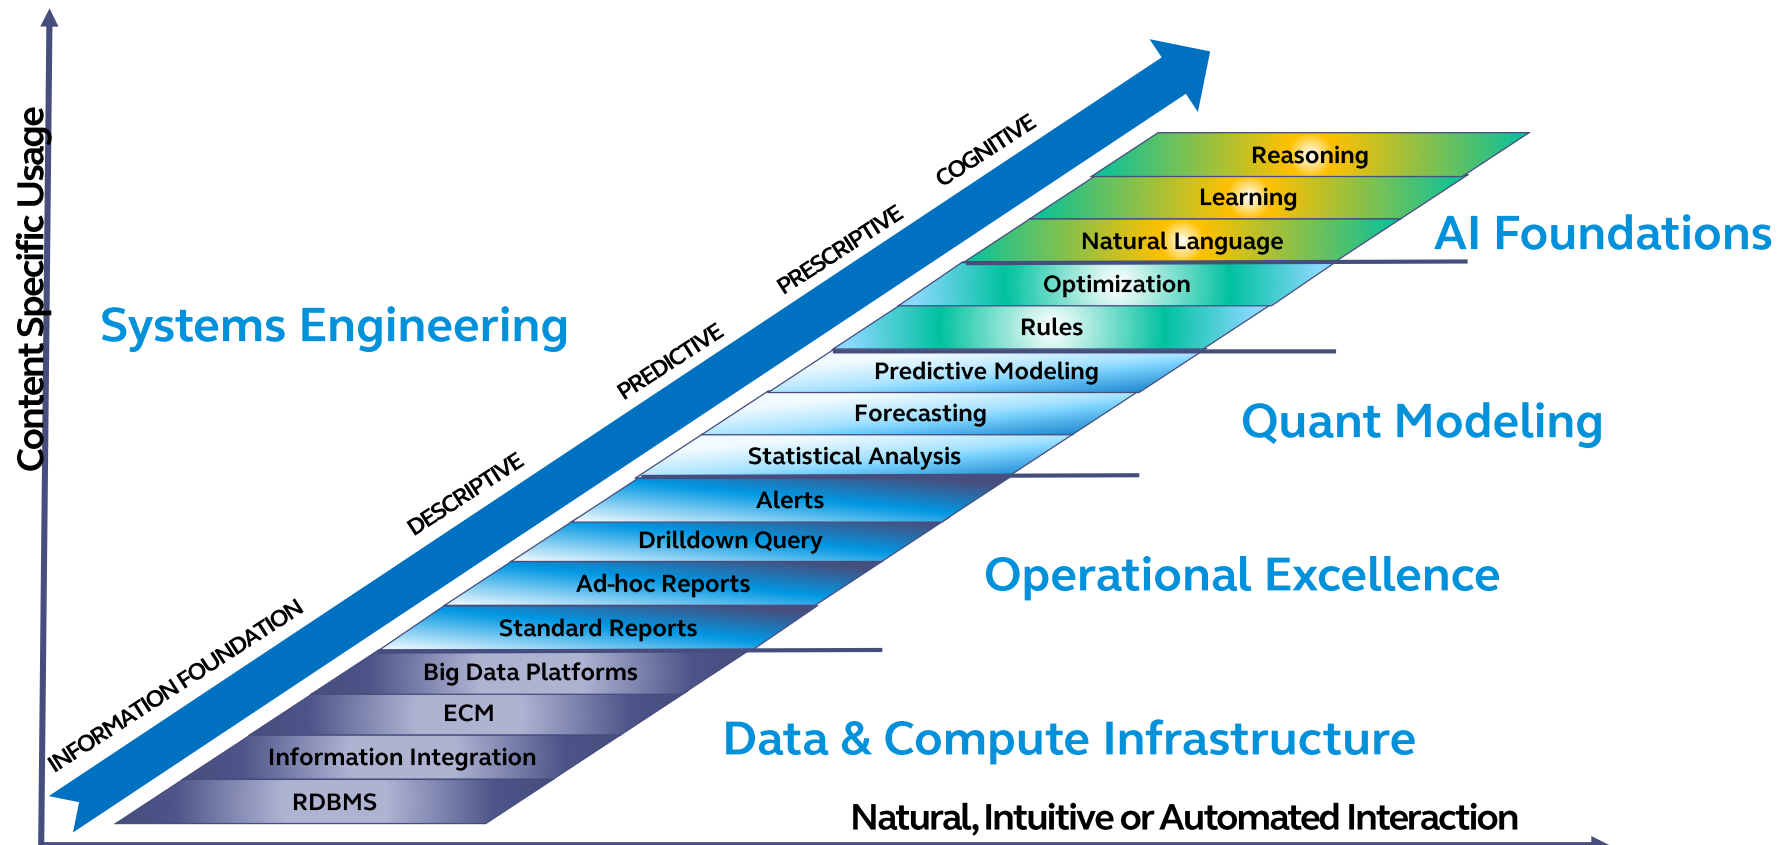 Content Specific Usage
Systems Engineering
INFORMATION FOUNDATION
DESCRIPTIVE
PREDICTIVE
PRESCRIPTIVE
COGNITIVE
Reasoning
Learning
Natural Language
AI Foundations
Optimization
Rules
Predictive Modeling
Forecasting
Statistical Analysis
Quant Modeling
Alerts
Drilldown Query
Ad-hoc Reports
Standard Reports
Operational Excellence
Big Data Platforms
ECM
Information Integration
RDBMS
Data & Compute Infrastructure
Natural, Intuitive or Automated Interaction